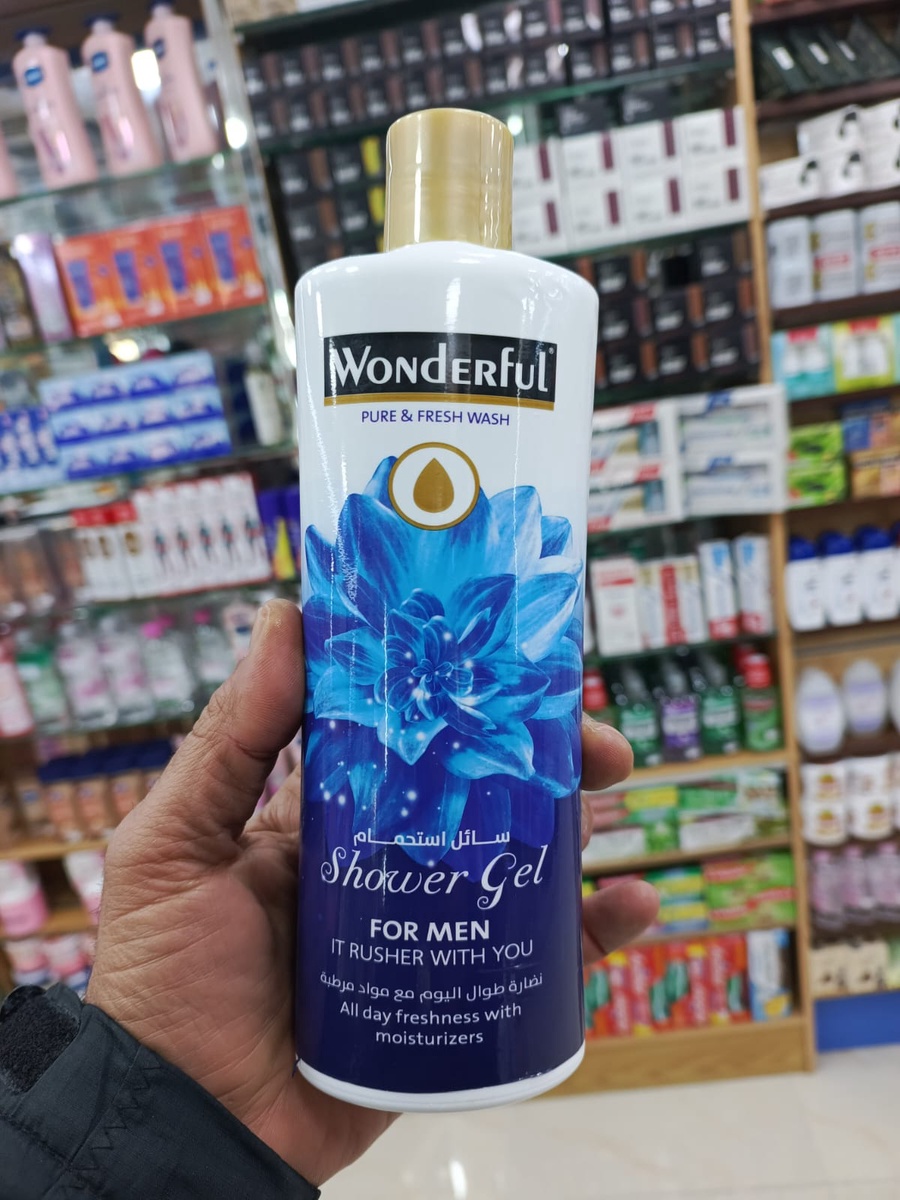 WONDERFUL®
PURE & FRESH WASH
سائل استحمام
Shower Gel
FOR MEN
IT RUSHER WITH YOU
نضارة طوال اليوم مع مواد مرطبة
All day freshness with
moisturizers